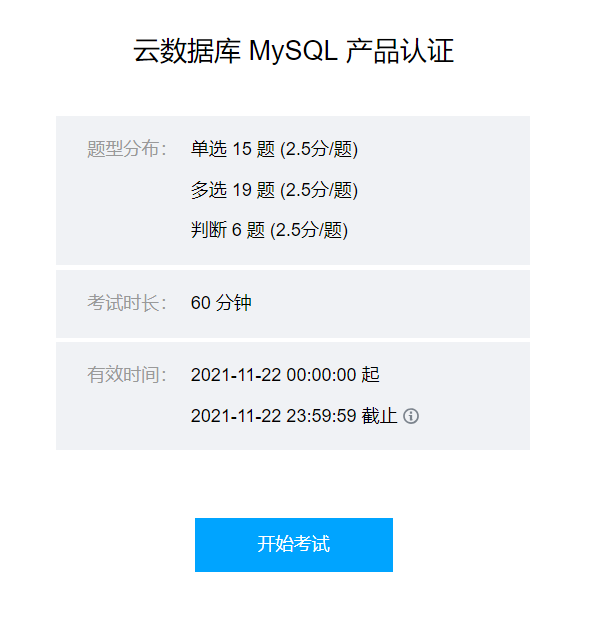 云数据库 MySQL 产品认证
题型分布： 单选 15 题 (2.5分/题)
多选 19 题 (2.5分/题)
判断 6 题 (2.5分/题)
考试时长： 60 分钟
有效时间： 2021-11-22 00:00:00 起
2021-11-22 23:59:59 截止
开始考试